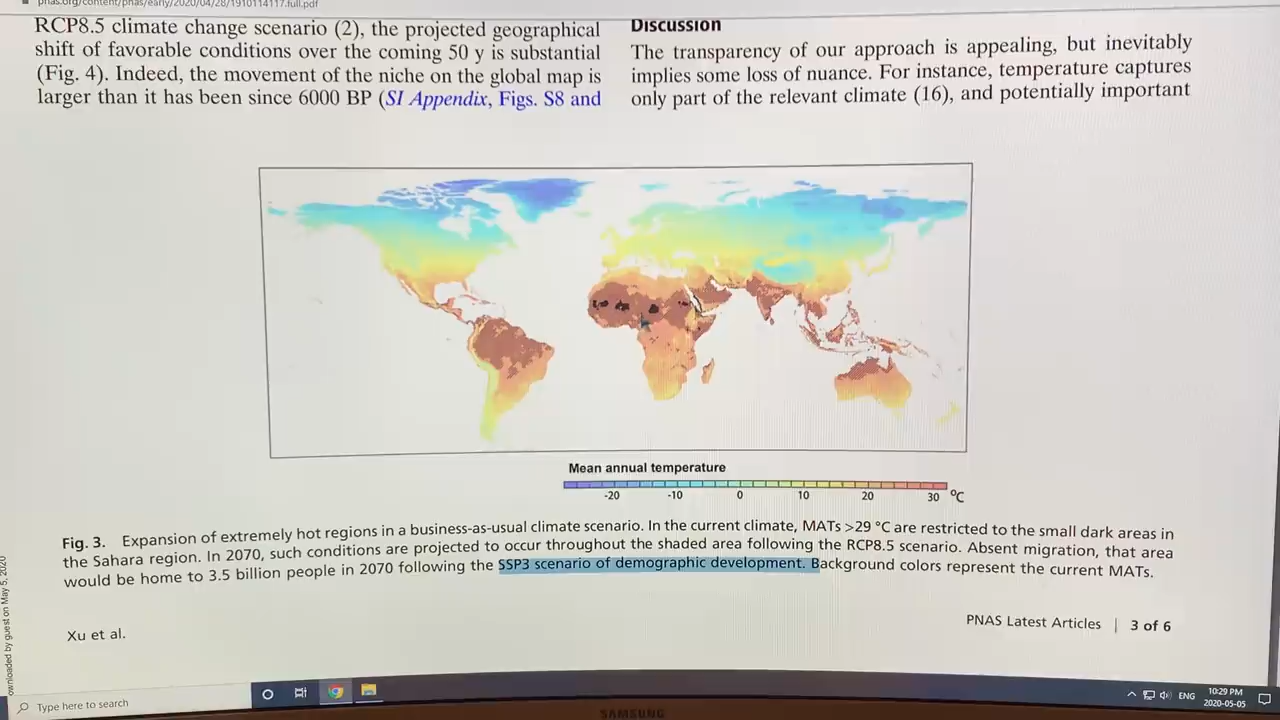 pnas.org/content/pnas/early/2020/04/28/1910114117.full.pdf
RCP8.5 climate change scenario (2), the projected geographical
shift of favorable conditions over the coming 50 y is substantial
(Fig. 4). Indeed, the movement of the niche on the global map is
larger than it has been since 6000 BP (SI Appendix, Figs. S8 and
Discussion
The transparency of our approach is appealing, but inevitably
implies some loss of nuance. For instance, temperature captures
only part of the relevant climate (16), and potentially important
Mean annual temperature
-20 -10 0 10 20 30 °C
Fig. 3. Expansion of extremely hot regions in a business-as-usual climate scenario. In the current climate, MATs >29 °C are restricted to the small dark areas in
the Sahara region. In 2070, such conditions are projected to occur throughout the shaded area following the RCP8.5 scenario. Absent migration, that area
would be home to 3.5 billion people in 2070 following the SSP3 scenario of demographic development. Background colors represent the current MATs.
ownloaded by guest on May 5, 2020
Xu et al.
PNAS Latest Articles | 3 of 6
Type here to search
ENG
10:29 PM
2020-05-05
SAMSUNG